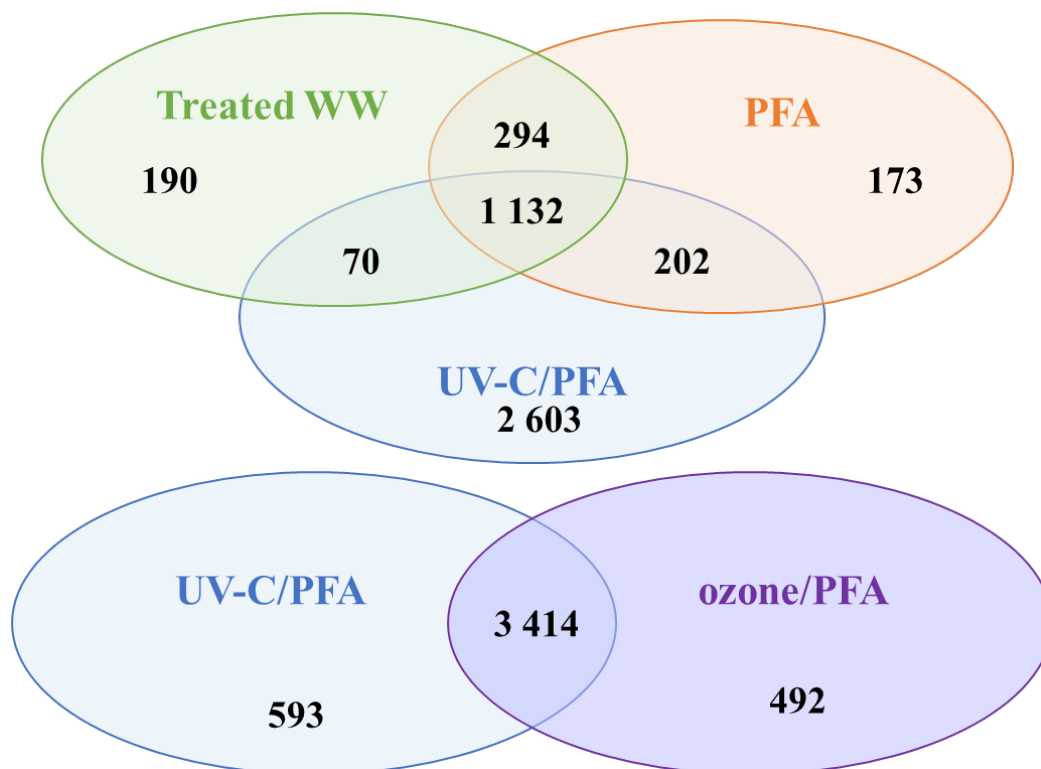 Treated WW
PFA
294
190
173
1 132
70
202
UV-C/PFA
2 603
UV-C/PFA
ozone/PFA
3 414
593
492